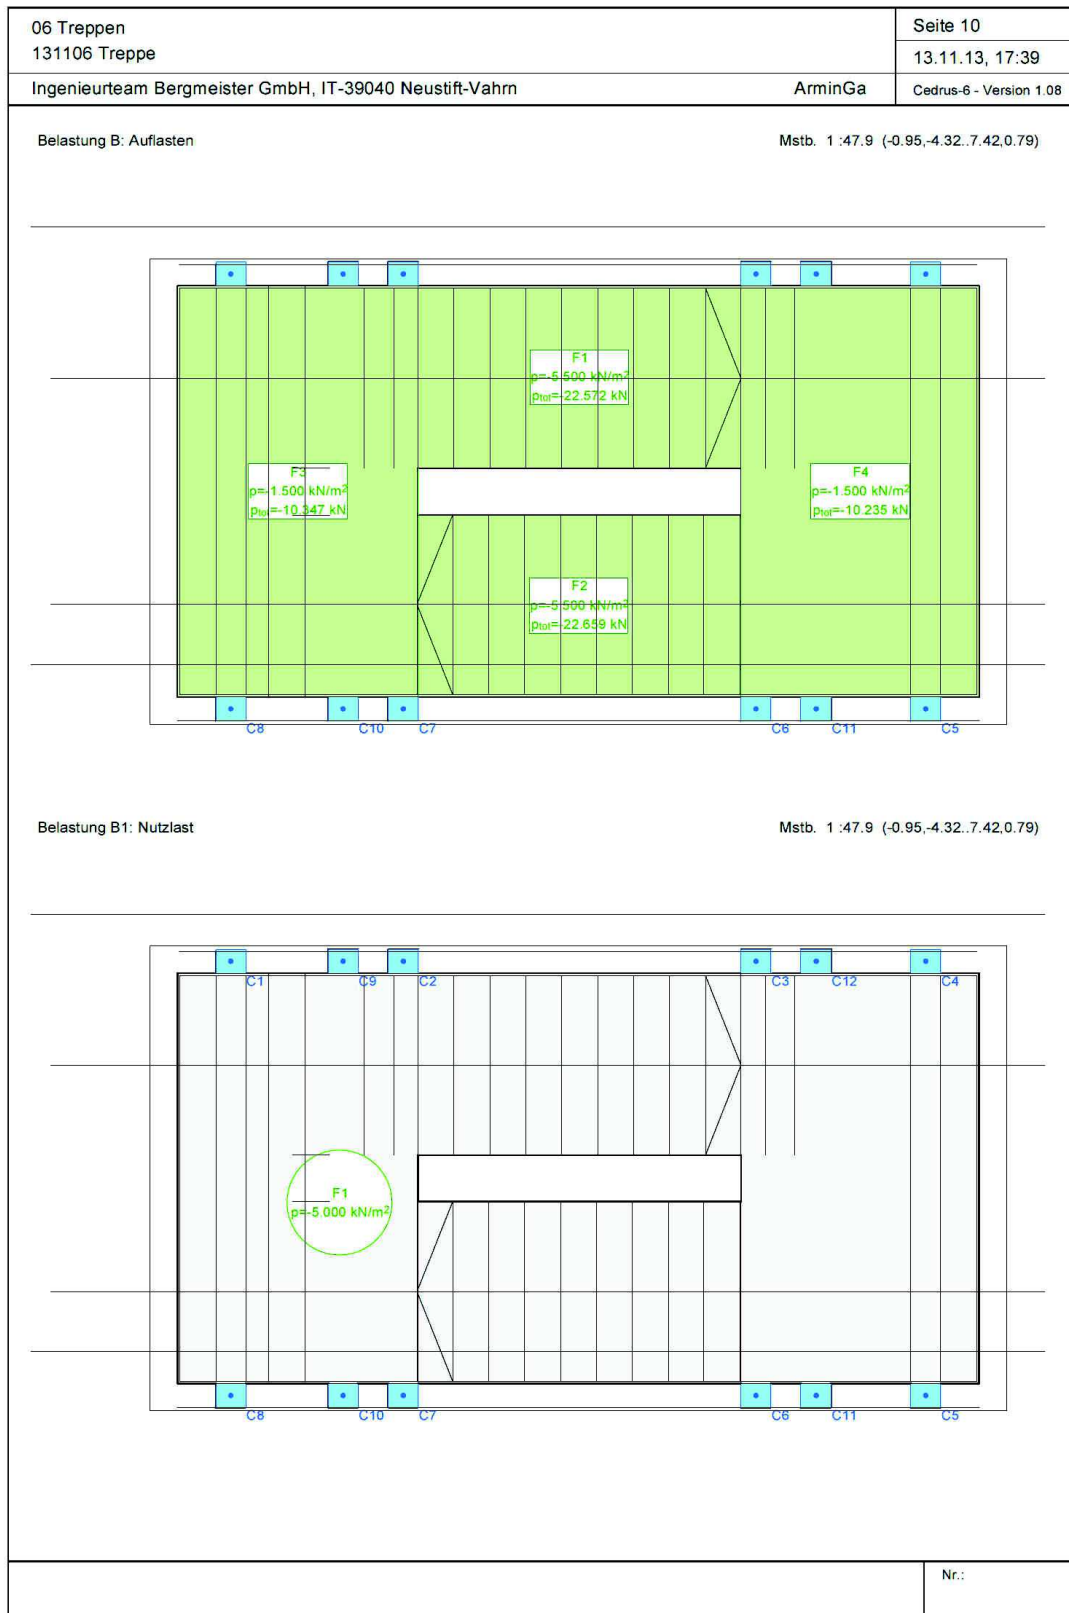 06 Treppen
131106 Treppe
Seite 10
13.11.13, 17:39
Ingenieurteam Bergmeister GmbH, IT-39040 Neustift-Vahrn
ArminGa
Cedrus-6 - Version 1.08
Belastung B: Auflasten
Mstb. 1 :47.9 (-0.95,-4.32..7.42,0.79)
F1
p=-5.500 kN/m²
ptot=-22.572 kN
F3
p=-1.500 kN/m²
ptot=-10.347 kN
F4
p=-1.500 kN/m²
ptot=-10.235 kN
F2
p=-5.500 kN/m²
ptot=-22.659 kN
C8 C10 C7 C6 C11 C5
Belastung B1: Nutzlast
Mstb. 1 :47.9 (-0.95,-4.32..7.42,0.79)
C1 C9 C2 C3 C12 C4
F1
p=-5.000 kN/m²
C8 C10 C7 C6 C11 C5
Nr.: